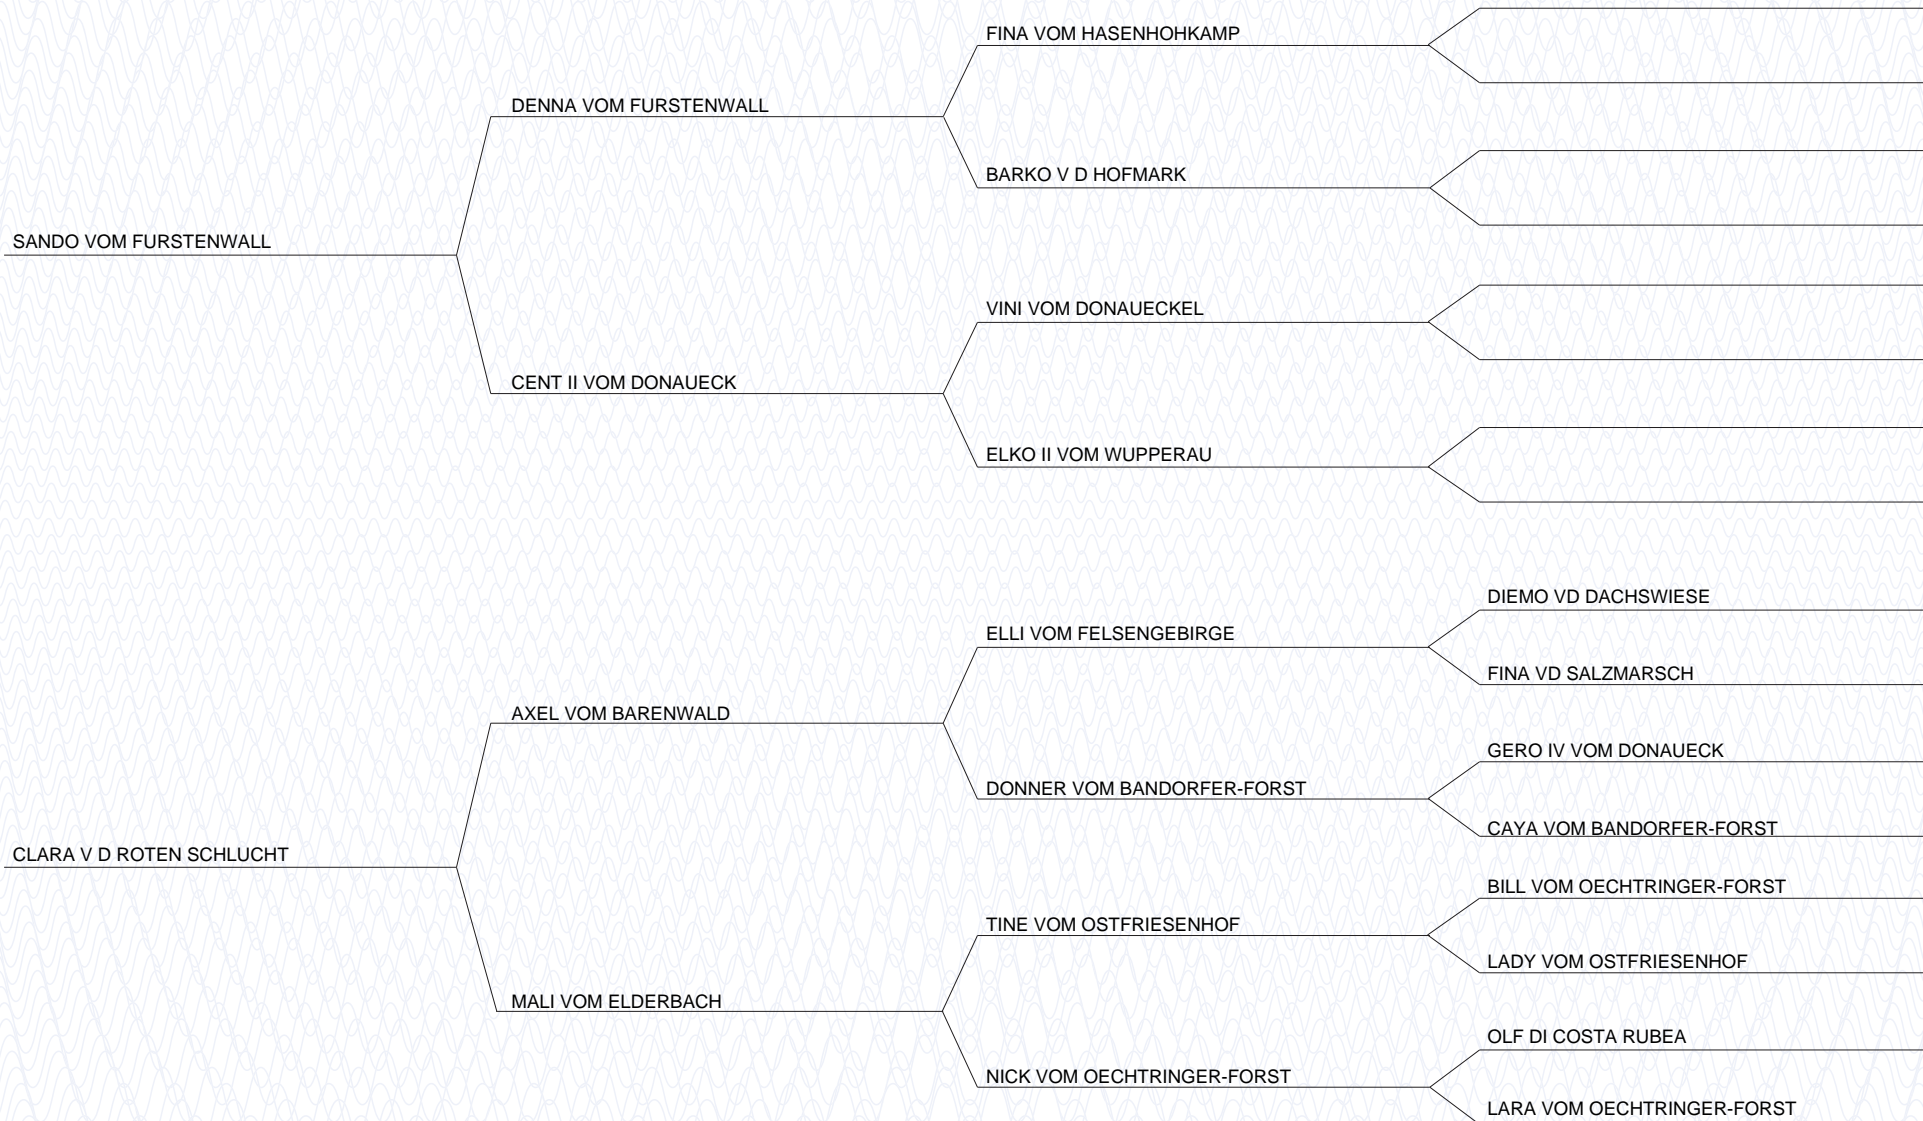 FINA VOM HASENHOHKAMP
DENNA VOM FURSTENWALL
BARKO V D HOFMARK
SANDO VOM FURSTENWALL
VINI VOM DONAUECKEL
CENT II VOM DONAUECK
ELKO II VOM WUPPERAU
DIEMO VD DACHSWIESE
ELLI VOM FELSENGEBIRGE
FINA VD SALZMARSCH
AXEL VOM BARENWALD
GERO IV VOM DONAUECK
DONNER VOM BANDORFER-FORST
CAYA VOM BANDORFER-FORST
CLARA V D ROTEN SCHLUCHT
BILL VOM OECHTRINGER-FORST
TINE VOM OSTFRIESENHOF
LADY VOM OSTFRIESENHOF
MALI VOM ELDERBACH
OLF DI COSTA RUBEA
NICK VOM OECHTRINGER-FORST
LARA VOM OECHTRINGER-FORST